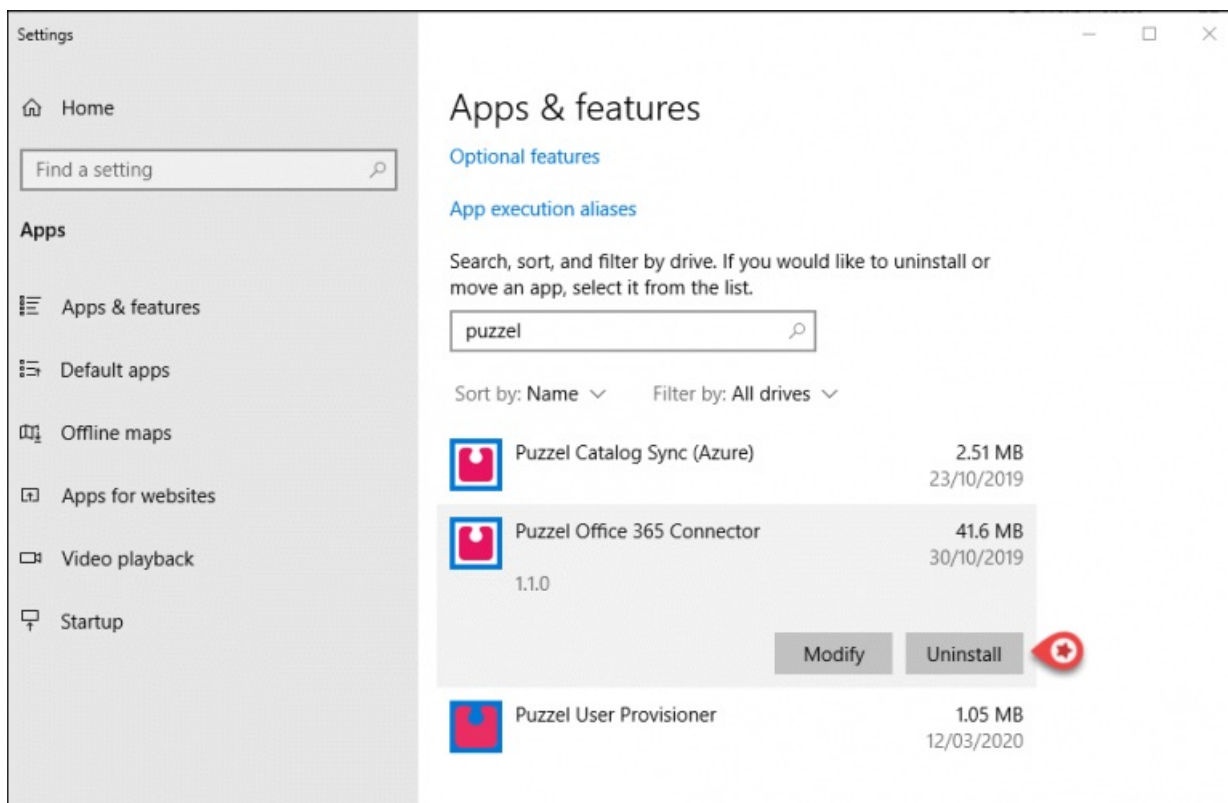 Settings
Home
Find a setting
Apps
Apps & features
Default apps
Offline maps
Apps for websites
Video playback
Startup
Apps & features
Optional features
App execution aliases
Search, sort, and filter by drive. If you would like to uninstall or
move an app, select it from the list.
puzzel
Sort by: Name Filter by: All drives
Puzzel Catalog Sync (Azure) 2.51 MB
23/10/2019
Puzzel Office 365 Connector 41.6 MB
30/10/2019
1.1.0
Modify Uninstall
Puzzel User Provisioner 1.05 MB
12/03/2020